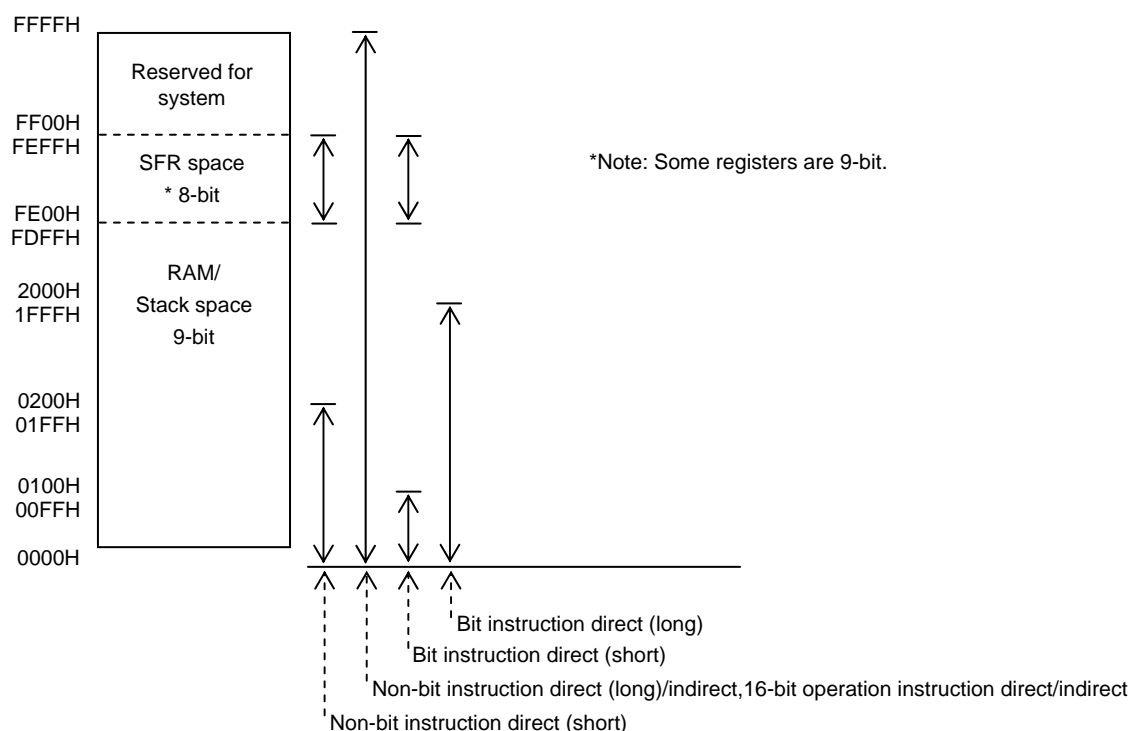 FFFFH
Reserved for
system
FF00H
FEFFH
SFR space
* 8-bit
*Note: Some registers are 9-bit.
FE00H
FDFFH
RAM/
Stack space
9-bit
2000H
1FFFH
0200H
01FFH
0100H
00FFH
0000H
Bit instruction direct (long)
Bit instruction direct (short)
Non-bit instruction direct (long)/indirect,16-bit operation instruction direct/indirect
Non-bit instruction direct (short)